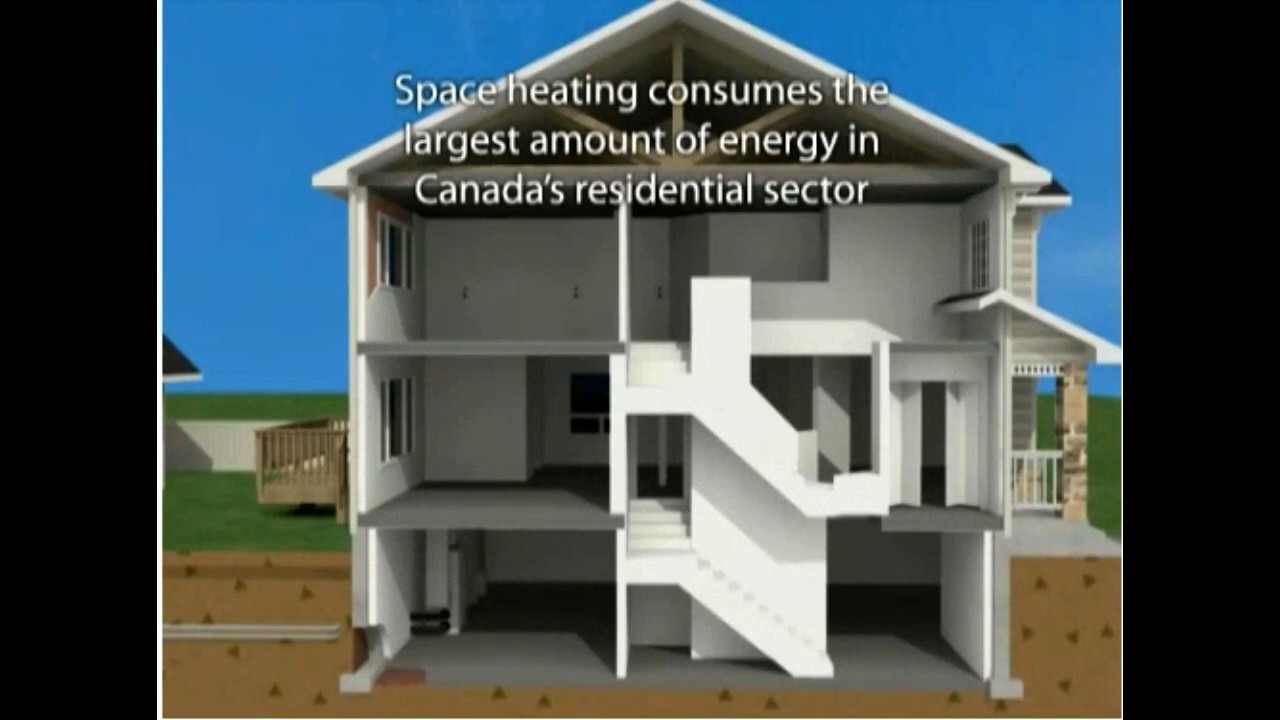 Space heating consumes the
largest amount of energy in
Canada's residential sector